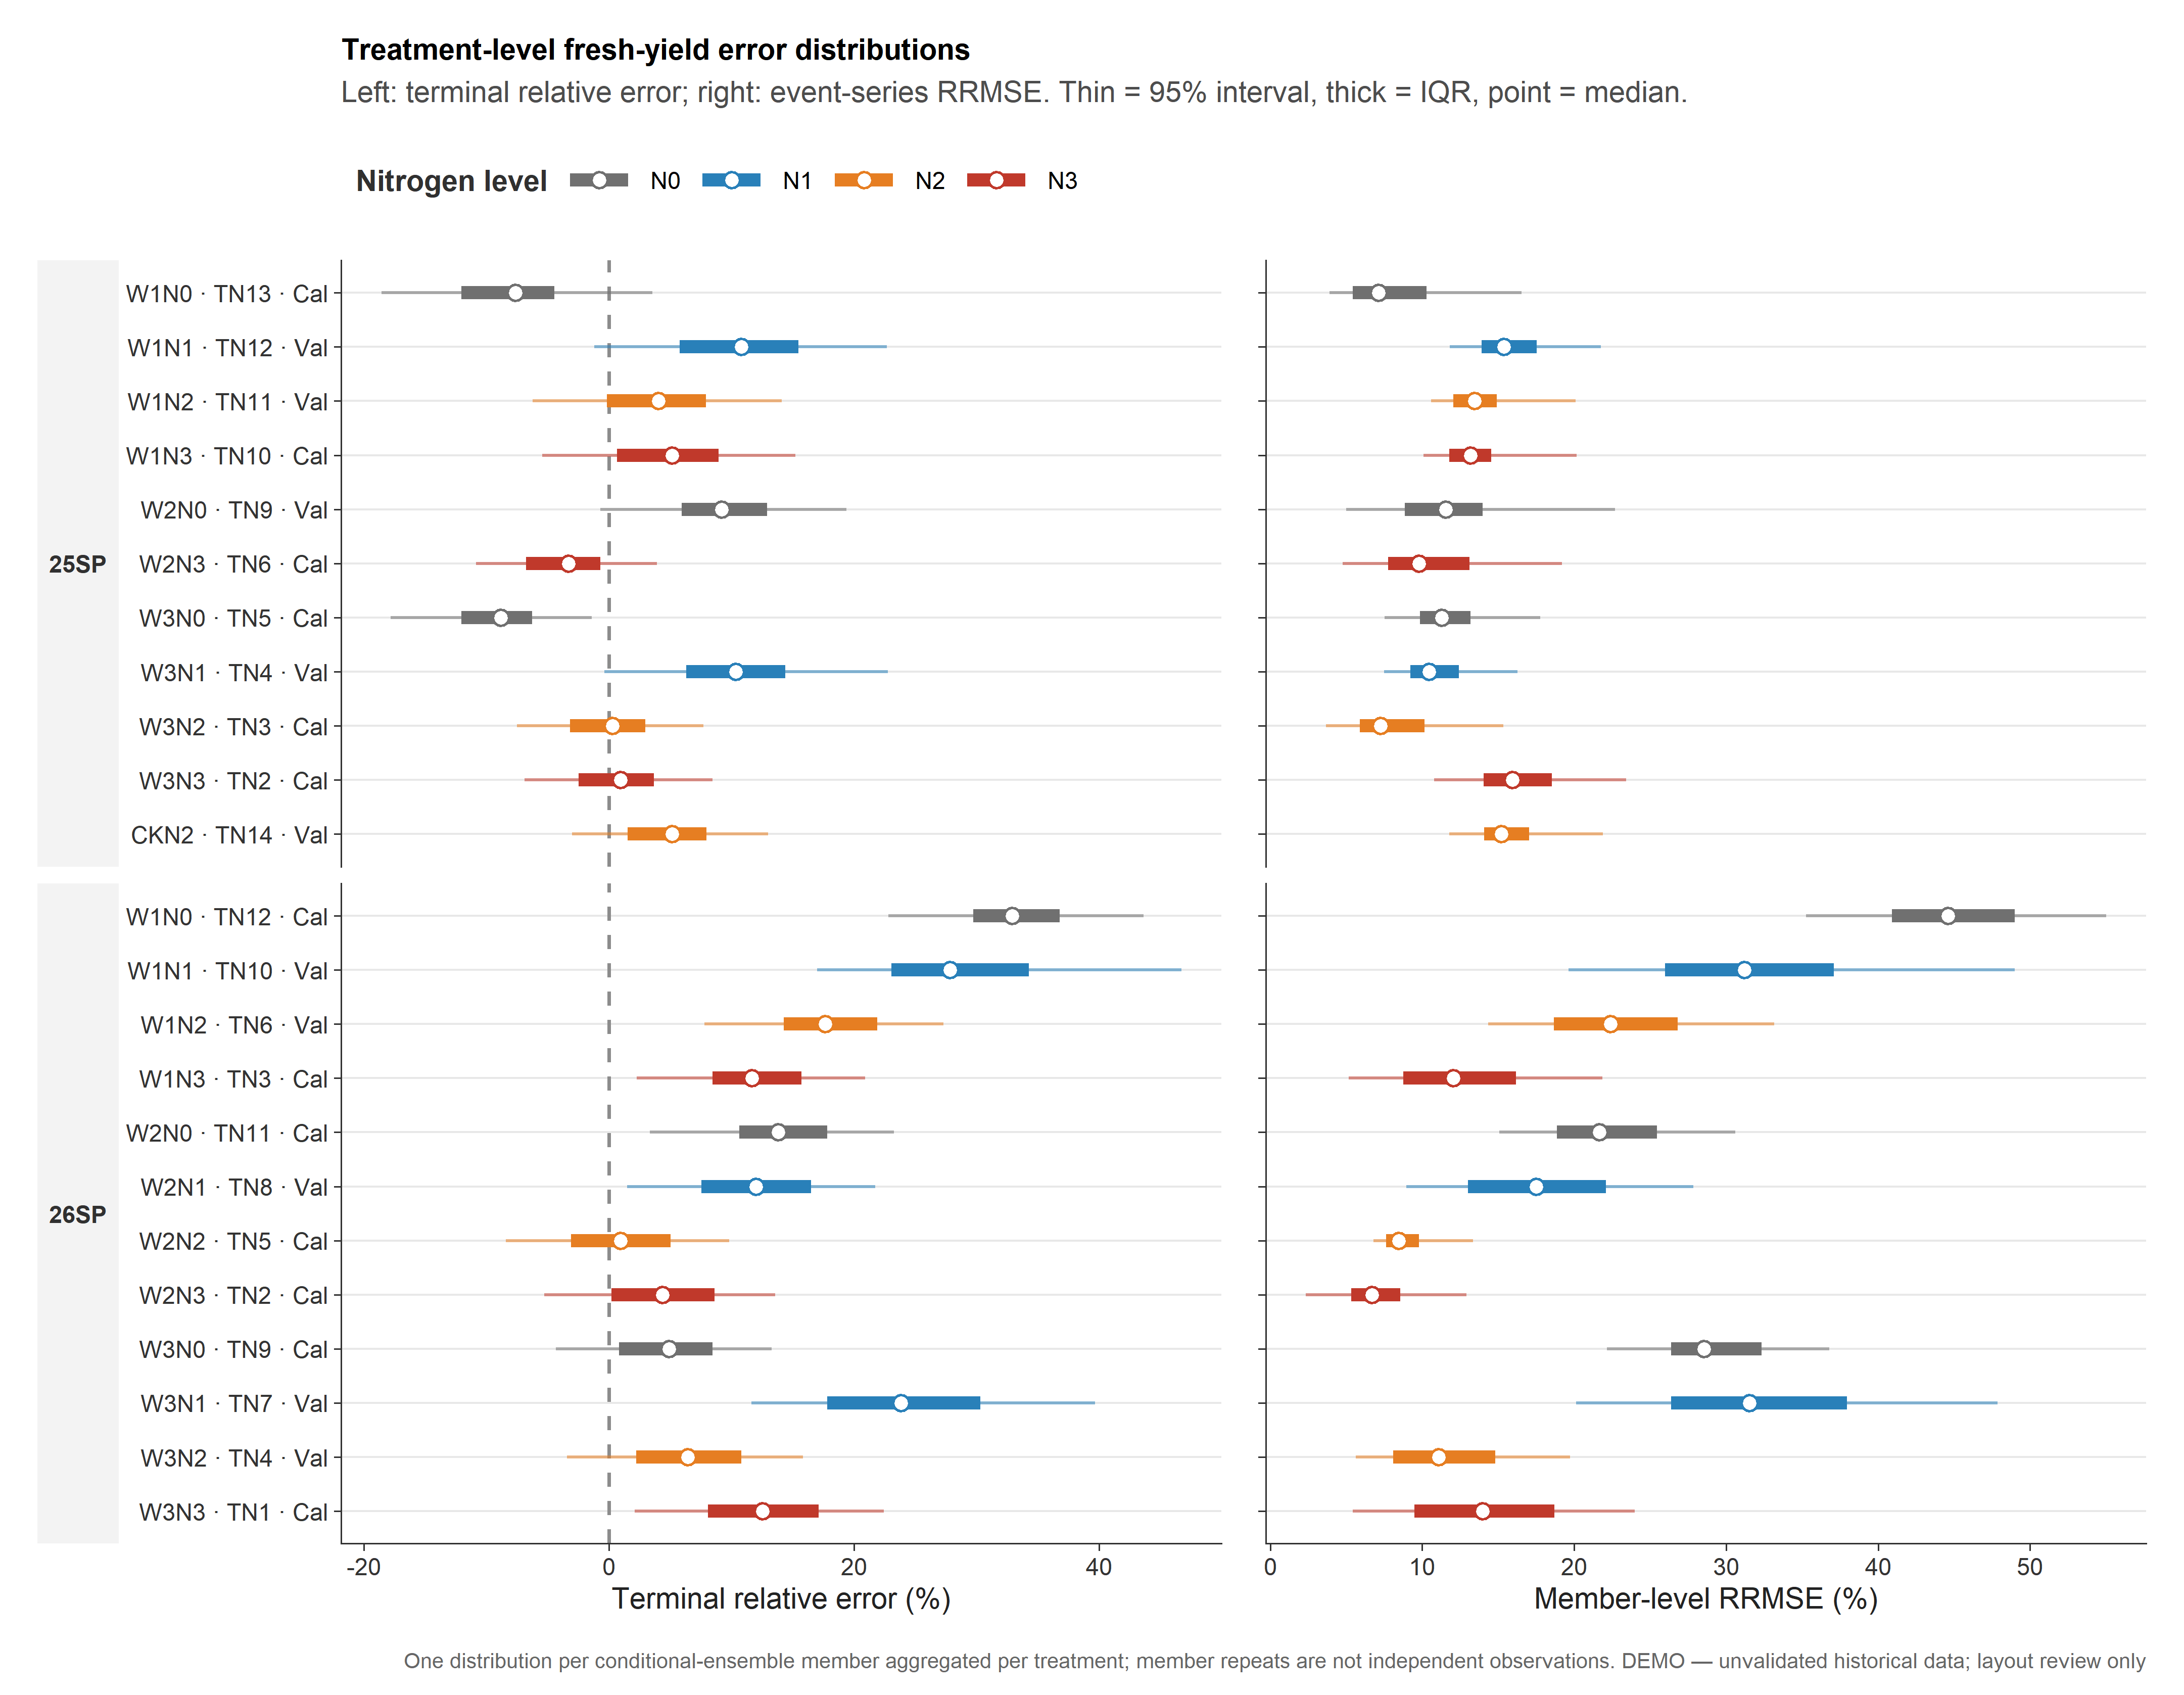 Treatment-level fresh-yield error distributions
Left: terminal relative error; right: event-series RRMSE. Thin = 95% interval, thick = IQR, point = median.
Nitrogen level N0 N1 N2 N3
25SP
W1N0 · TN13 · Cal
W1N1 · TN12 · Val
W1N2 · TN11 · Val
W1N3 · TN10 · Cal
W2N0 · TN9 · Val
W2N3 · TN6 · Cal
W3N0 · TN5 · Cal
W3N1 · TN4 · Val
W3N2 · TN3 · Cal
W3N3 · TN2 · Cal
CKN2 · TN14 · Val
26SP
W1N0 · TN12 · Cal
W1N1 · TN10 · Val
W1N2 · TN6 · Val
W1N3 · TN3 · Cal
W2N0 · TN11 · Cal
W2N1 · TN8 · Val
W2N2 · TN5 · Cal
W2N3 · TN2 · Cal
W3N0 · TN9 · Cal
W3N1 · TN7 · Val
W3N2 · TN4 · Val
W3N3 · TN1 · Cal
-20 0 20 40
Terminal relative error (%)
0 10 20 30 40 50
Member-level RRMSE (%)
One distribution per conditional-ensemble member aggregated per treatment; member repeats are not independent observations. DEMO — unvalidated historical data; layout review only